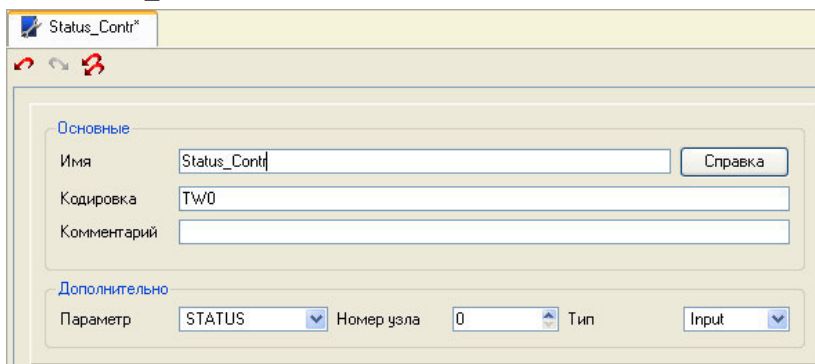 Status_Contr*
Основные
Имя Status_Contr Справка
Кодировка TW0
Комментарий
Дополнительно
Параметр STATUS Номер узла 0 Тип Input